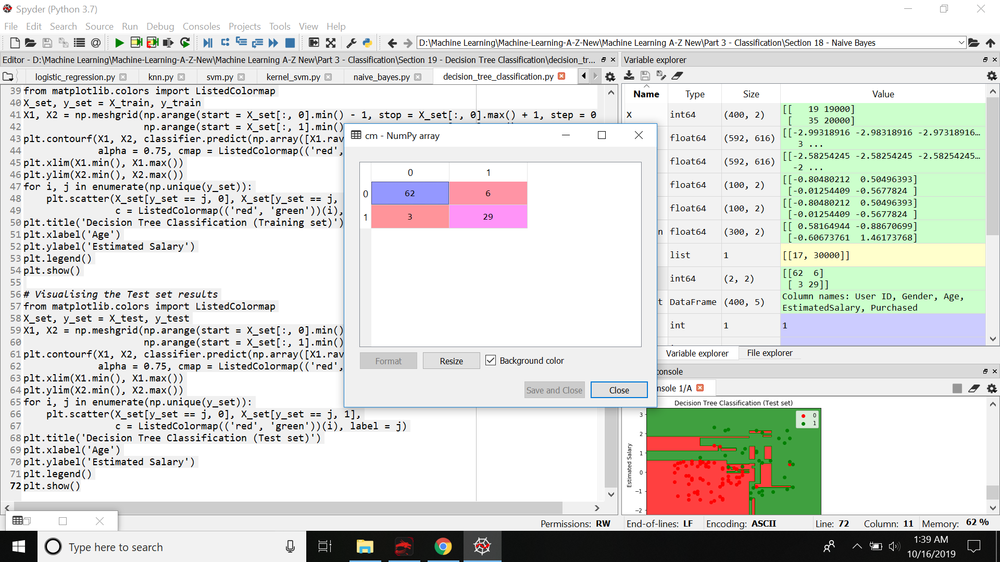 Spyder (Python 3.7)
File Edit Search Source Run Debug Consoles Projects Tools View Help
D:\Machine Learning\Machine-Learning-A-Z-New\Machine Learning A-Z New\Part 3 - Classification\Section 18 - Naive Bayes
Editor - D:\Machine Learning\Machine-Learning-A-Z-New\Machine Learning A-Z New\Part 3 - Classification\Section 19 - Decision Tree Classification\decision_tr...
logistic_regression.py knn.py svm.py kernel_svm.py naive_bayes.py decision_tree_classification.py
39 from matplotlib.colors import ListedColormap
40 X_set, y_set = X_train, y_train
41 X1, X2 = np.meshgrid(np.arange(start = X_set[:, 0].min() - 1, stop = X_set[:, 0].max() + 1, step = 0
42 np.arange(start = X_set[:, 1].min()
43 plt.contourf(X1, X2, classifier.predict(np.array([X1.rav
44 alpha = 0.75, cmap = ListedColormap(('red',
45 plt.xlim(X1.min(), X1.max())
46 plt.ylim(X2.min(), X2.max())
47 for i, j in enumerate(np.unique(y_set)):
48 plt.scatter(X_set[y_set == j, 0], X_set[y_set == j,
49 c = ListedColormap(('red', 'green'))(i),
50 plt.title('Decision Tree Classification (Training set)')
51 plt.xlabel('Age')
52 plt.ylabel('Estimated Salary')
53 plt.legend()
54 plt.show()
55
56 # Visualising the Test set results
57 from matplotlib.colors import ListedColormap
58 X_set, y_set = X_test, y_test
59 X1, X2 = np.meshgrid(np.arange(start = X_set[:, 0].min()
60 np.arange(start = X_set[:, 1].min()
61 plt.contourf(X1, X2, classifier.predict(np.array([X1.rav
62 alpha = 0.75, cmap = ListedColormap(('red',
63 plt.xlim(X1.min(), X1.max())
64 plt.ylim(X2.min(), X2.max())
65 for i, j in enumerate(np.unique(y_set)):
66 plt.scatter(X_set[y_set == j, 0], X_set[y_set == j, 1],
67 c = ListedColormap(('red', 'green'))(i), label = j)
68 plt.title('Decision Tree Classification (Test set)')
69 plt.xlabel('Age')
70 plt.ylabel('Estimated Salary')
71 plt.legend()
72 plt.show()
cm - NumPy array
0 1
0 62 6
1 3 29
Format Resize Background color
Save and Close Close
Variable explorer
Name Type Size Value
X int64 (400, 2) [[ 19 19000]
[ 35 20000]
float64 (592, 616) [[-2.99318916 -2.98318916 -2.97318916...
3 ...
float64 (592, 616) [[-2.58254245 -2.58254245 -2.58254245...
-2 ...
float64 (100, 2) [[-0.80480212 0.50496393]
[-0.01254409 -0.5677824 ]
float64 (100, 2) [[-0.80480212 0.50496393]
[-0.01254409 -0.5677824 ]
n float64 (300, 2) [[ 0.58164944 -0.88670699]
[-0.60673761 1.46173768]
list 1 [[17, 30000]]
int64 (2, 2) [[62 6]
[ 3 29]]
t DataFrame (400, 5) Column names: User ID, Gender, Age,
EstimatedSalary, Purchased
int 1 1
Variable explorer File explorer
console
nsole 1/A
Decision Tree Classification (Test set)
0
1
Estimated Salary
3
2
1
0
−1
−2
Permissions: RW End-of-lines: LF Encoding: ASCII Line: 72 Column: 11 Memory: 62 %
Type here to search
1:39 AM
10/16/2019